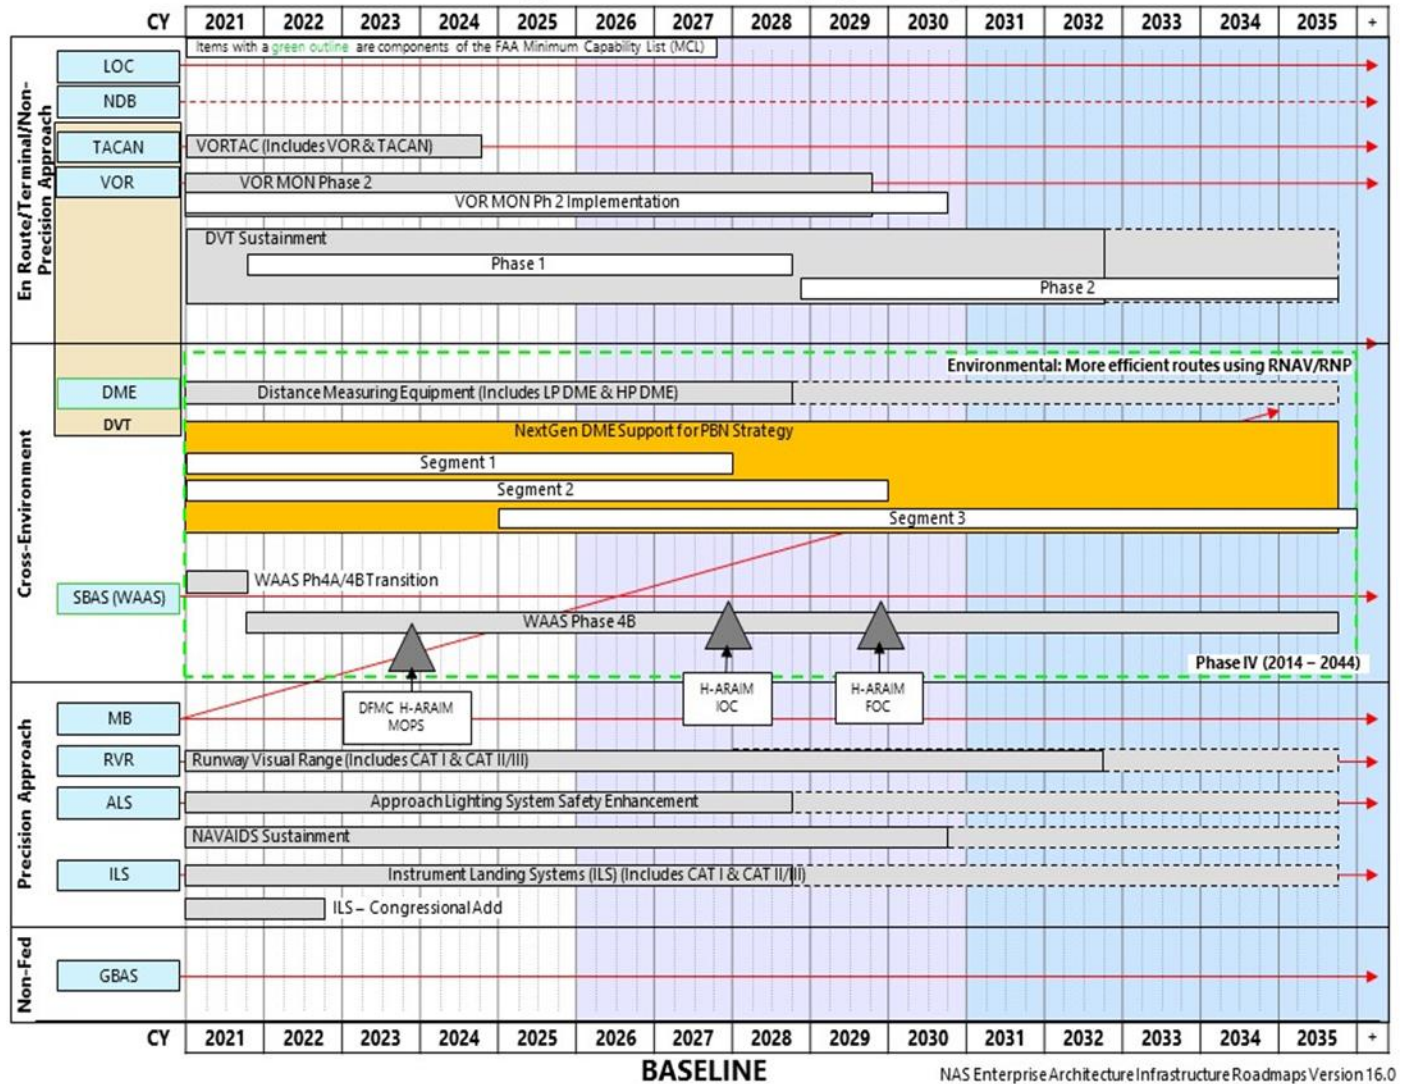 CY 2021 2022 2023 2024 2025 2026 2027 2028 2029 2030 2031 2032 2033 2034 2035 +
Items with a green outline are components of the FAA Minimum Capability List (MCL)
En Route/Terminal/Non-
Precision Approach
LOC
NDB
TACAN
VORTAC (Includes VOR & TACAN)
VOR
VOR MON Phase 2
VOR MON Ph 2 Implementation
DVT Sustainment
Phase 1
Phase 2
Cross-Environment
Environmental: More efficient routes using RNAV/RNP
DME
Distance Measuring Equipment (Includes LP DME & HP DME)
DVT
NextGen DME Support for PBN Strategy
Segment 1
Segment 2
Segment 3
WAAS Ph4A/4B Transition
SBAS (WAAS)
WAAS Phase 4B
Phase IV (2014 – 2044)
DFMC H-ARAIM
MOPS
H-ARAIM
IOC
H-ARAIM
FOC
Precision Approach
MB
RVR
Runway Visual Range (Includes CAT I & CAT II/III)
ALS
Approach Lighting System Safety Enhancement
NAVAIDS Sustainment
ILS
Instrument Landing Systems (ILS) (Includes CAT I & CAT II/III)
ILS – Congressional Add
Non-Fed
GBAS
CY 2021 2022 2023 2024 2025 2026 2027 2028 2029 2030 2031 2032 2033 2034 2035 +
BASELINE
NAS Enterprise Architecture Infrastructure Roadmaps Version 16.0